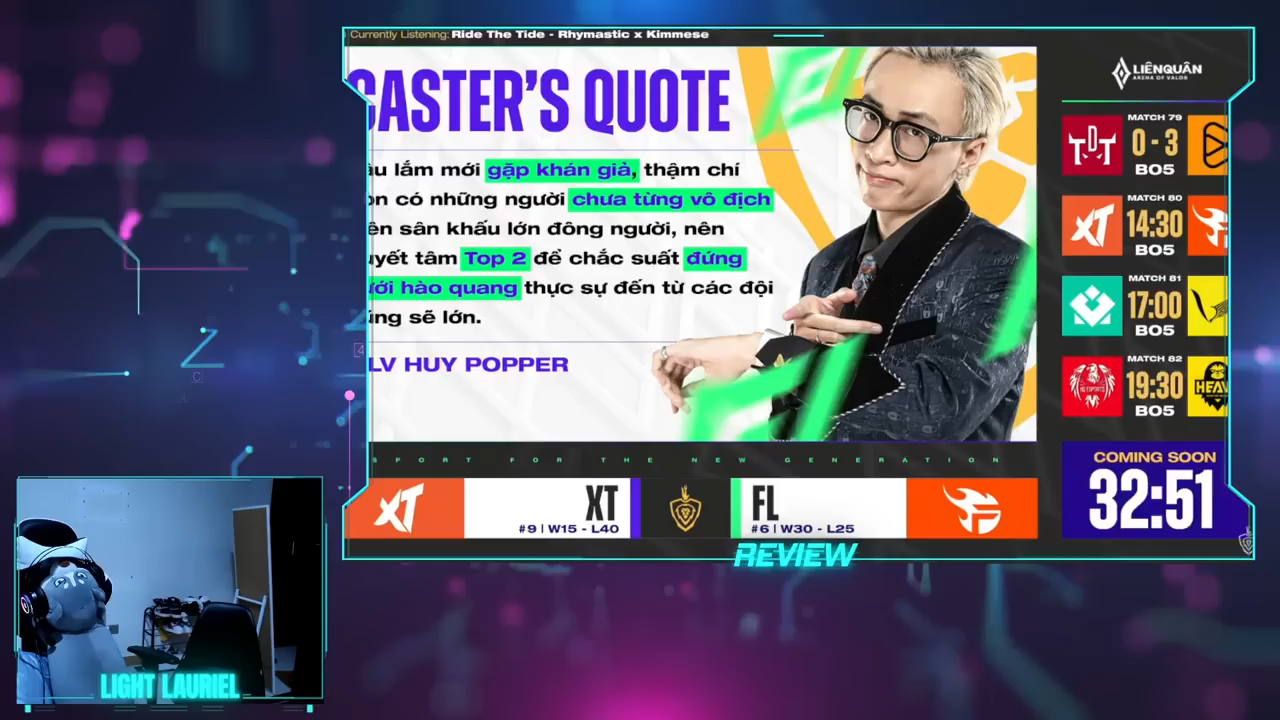 Currently Listening: Ride The Tide - Rhymastic x Kimmese
CASTER'S QUOTE
lắm mới gặp khán giả, thậm chí
có những người chưa từng vô địch
sân khấu lớn đông người, nên
tâm Top 2 để chắc suất đứng
hào quang thực sự đến từ các đội
sẽ lớn.
HUY POPPER
SPORT FOR THE NEW GENERATION
XT
XT
#9 | W15 - L40
FL
#6 | W30 - L25
REVIEW
LIÊNQUÂN
ARENA OF VALOR
MATCH 79
TDT
0 - 3
BO5
MATCH 80
XT
14:30
BO5
MATCH 81
17:00
BO5
MATCH 82
19:30
BO5
COMING SOON
32:51
LIGHT LAURIEL